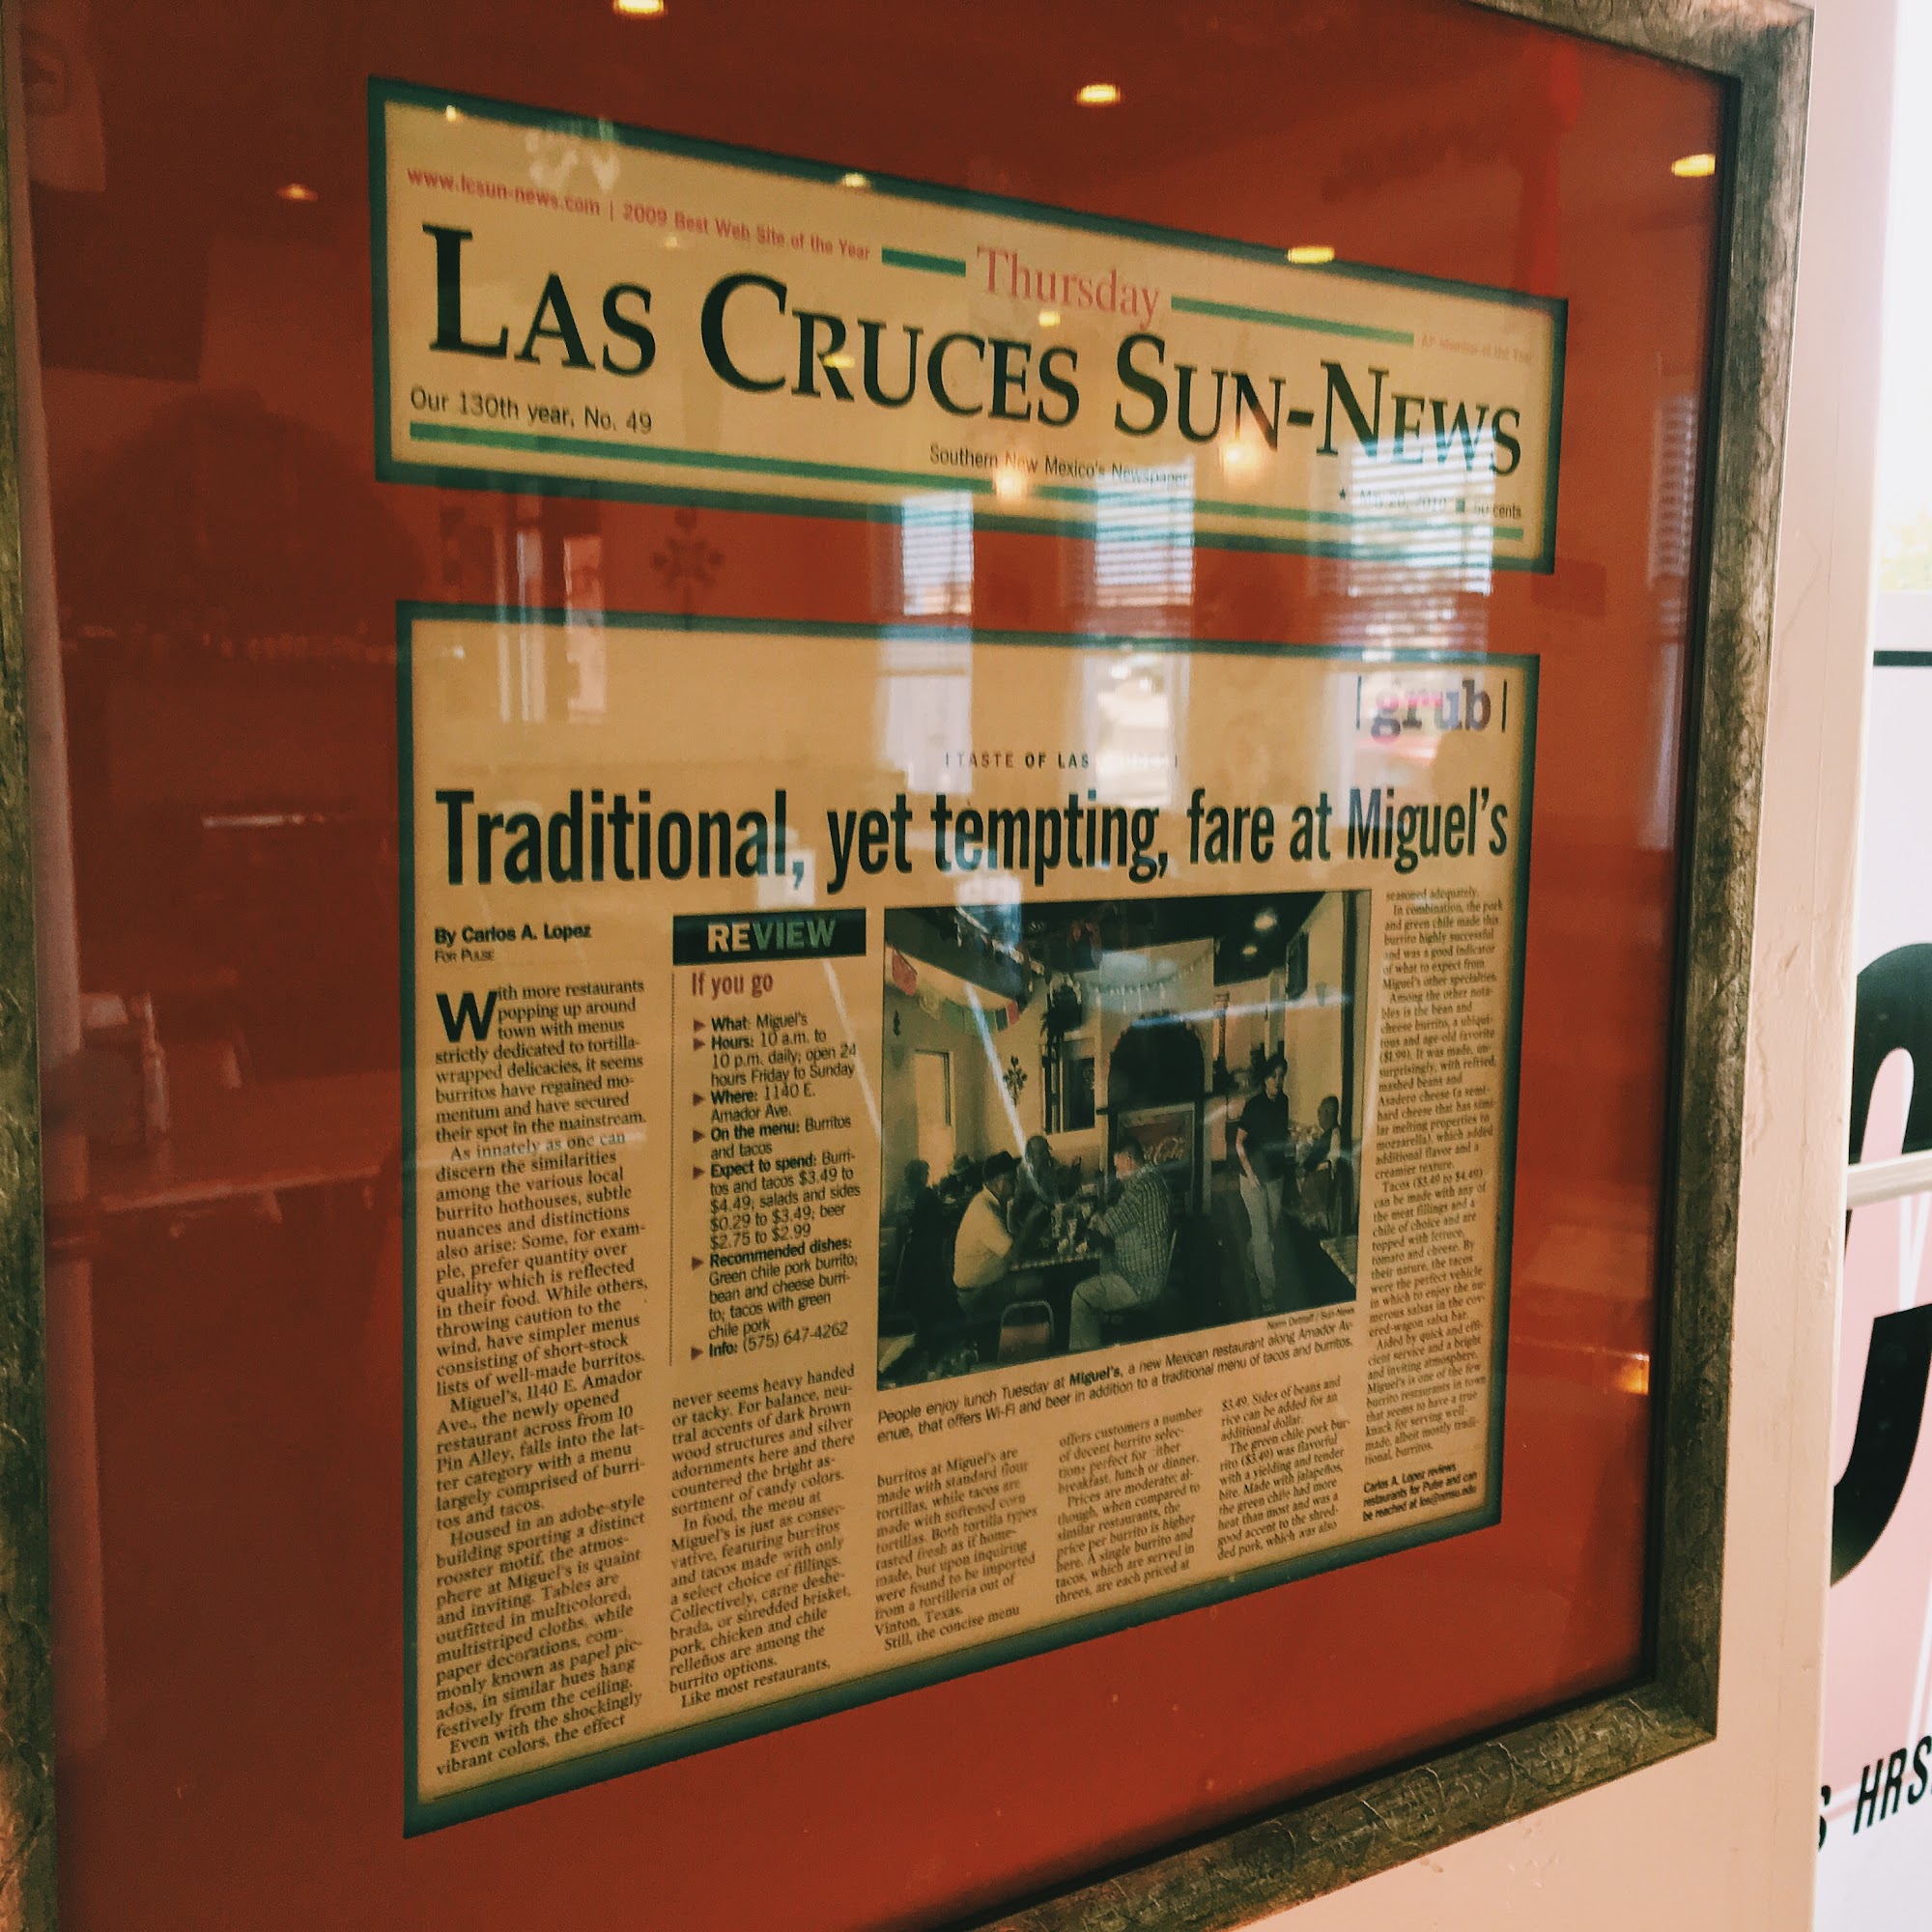 www.lcsun-news.com | 2009 Best Web Site of the Year
Thursday
LAS CRUCES SUN-NEWS
Our 130th year, No. 49
Southern New Mexico's Newspaper
cents
|grub|
| TASTE OF LAS
Traditional, yet tempting, fare at Miguel's
By Carlos A. Lopez
FOR PULSE
With more restaurants
popping up around
town with menus
strictly dedicated to tortilla-
wrapped delicacies, it seems
burritos have regained mo-
mentum and have secured
their spot in the mainstream.
As innately as one can
discern the similarities
among the various local
burrito hothouses, subtle
nuances and distinctions
also arise: Some, for exam-
ple, prefer quantity over
quality which is reflected
in their food. While others,
throwing caution to the
wind, have simpler menus
consisting of short-stock
lists of well-made burritos.
Miguel's, 1140 E. Amador
Ave., the newly opened
restaurant across from 10
Pin Alley, falls into the lat-
ter category with a menu
largely comprised of burri-
tos and tacos.
Housed in an adobe-style
building sporting a distinct
rooster motif, the atmos-
phere at Miguel's is quaint
and inviting. Tables are
outfitted in multicolored,
multistriped cloths, while
paper decorations, com-
monly known as papel pic-
ados, in similar hues hang
festively from the ceiling.
Even with the shockingly
vibrant colors, the effect
REVIEW
If you go
What: Miguel's
Hours: 10 a.m. to
10 p.m. daily; open 24
hours Friday to Sunday
Where: 1140 E.
Amador Ave.
On the menu: Burritos
and tacos
Expect to spend: Burri-
tos and tacos $3.49 to
$4.49; salads and sides
$0.29 to $3.49; beer
$2.75 to $2.99
Recommended dishes:
Green chile pork burrito;
bean and cheese burri-
to; tacos with green
chile pork
Info: (575) 647-4262
never seems heavy handed
or tacky. For balance, neu-
tral accents of dark brown
wood structures and silver
adornments here and there
countered the bright as-
sortment of candy colors.
In food, the menu at
Miguel's is just as conser-
vative, featuring burritos
and tacos made with only
a select choice of fillings.
Collectively, carne deshe-
brada, or shredded brisket,
pork, chicken and chile
relleños are among the
burrito options.
Like most restaurants,
Coca-Cola
People enjoy lunch Tuesday at Miguel's, a new Mexican restaurant along Amador Av-
enue, that offers Wi-Fi and beer in addition to a traditional menu of tacos and burritos.
burritos at Miguel's are
made with standard flour
tortillas, while tacos are
made with softened corn
tortillas. Both tortilla types
tasted fresh as if home-
made, but upon inquiring
were found to be imported
from a tortilleria out of
Vinton, Texas.
Still, the concise menu
offers customers a number
of decent burrito selec-
tions perfect for either
breakfast, lunch or dinner.
Prices are moderate; al-
though, when compared to
similar restaurants, the
price per burrito is higher
here. A single burrito and
tacos, which are served in
threes, are each priced at
$3.49. Sides of beans and
rice can be added for an
additional dollar.
The green chile pork bur-
rito ($3.49) was flavorful
with a yielding and tender
bite. Made with jalapeños,
the green chile had more
heat than most and was a
good accent to the shred-
ded pork, which was also
seasoned adequately.
In combination, the pork
and green chile made this
burrito highly successful
and was a good indicator
of what to expect from
Miguel's other specialties.
Among the other nota-
bles is the bean and
cheese burrito, a ubiqui-
tous and age-old favorite
($1.99). It was made, un-
surprisingly, with refried,
mashed beans and
Asadero cheese (a semi-
hard cheese that has simi-
lar melting properties to
mozzarella), which added
additional flavor and a
creamier texture.
Tacos ($3.49 to $4.49)
can be made with any of
the meat fillings and a
chile of choice and are
topped with lettuce,
tomato and cheese. By
their nature, the tacos
were the perfect vehicle
in which to enjoy the nu-
merous salsas in the cov-
ered-wagon salsa bar.
Aided by quick and effi-
cient service and a bright
and inviting atmosphere,
Miguel's is one of the few
burrito restaurants in town
that seems to have a true
knack for serving well-
made, albeit mostly tradi-
tional, burritos.
Carlos A. Lopez reviews
restaurants for Pulse and can
be reached at
HRS